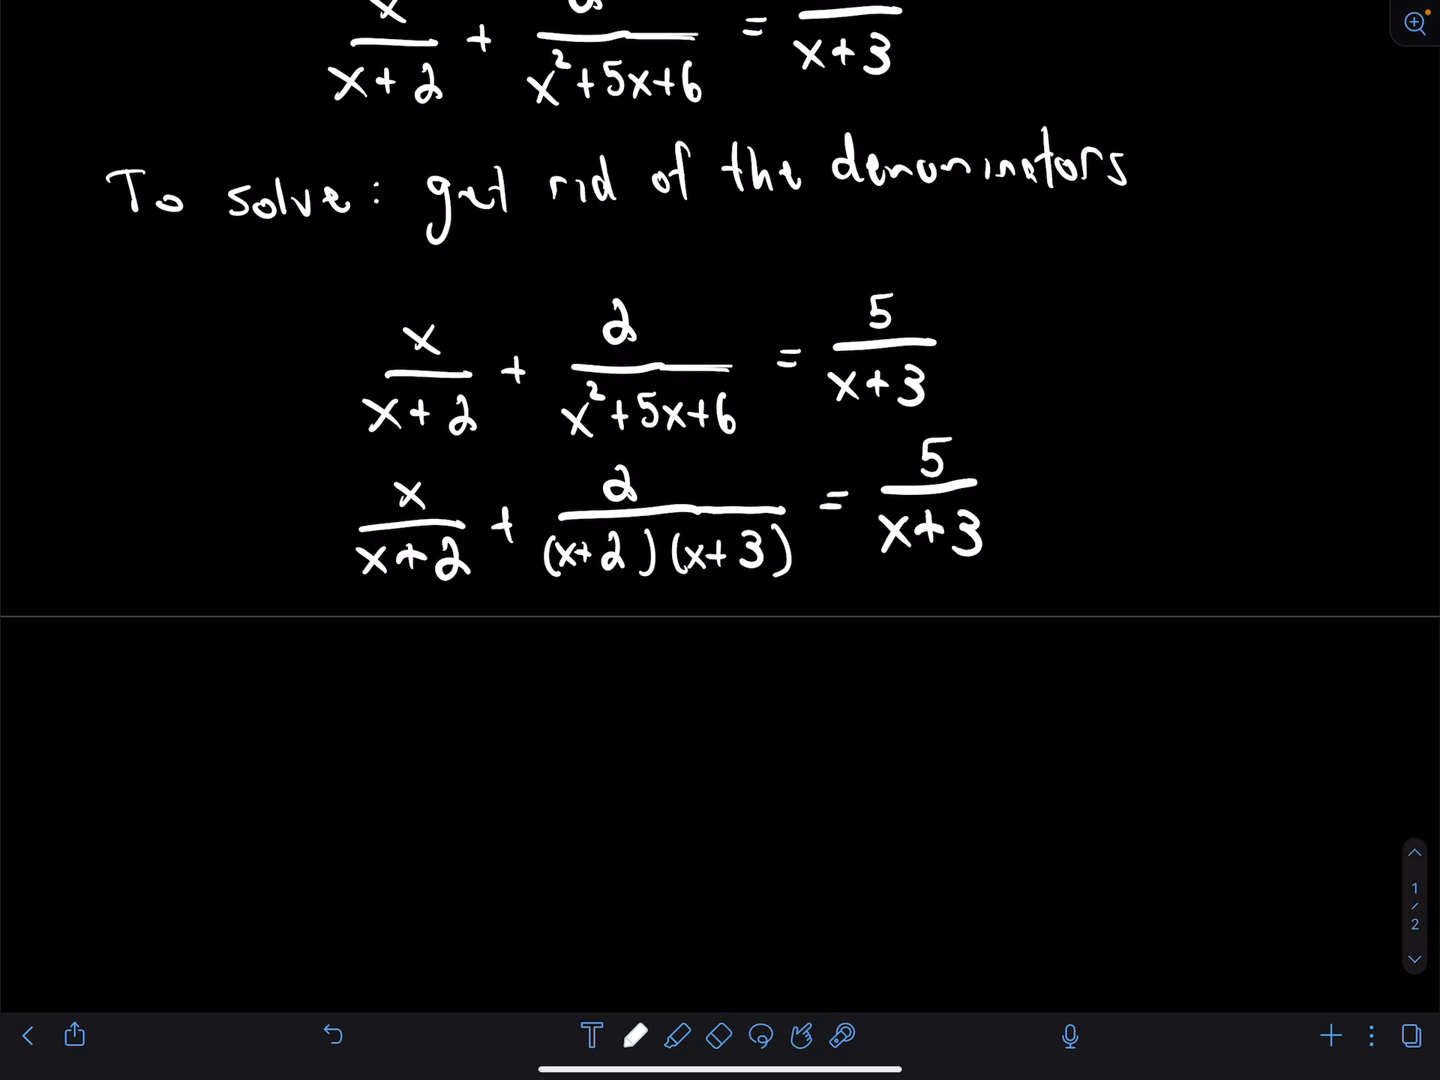 x/(x+2) + 2/(x²+5x+6) = /(x+3)
To solve: get rid of the denominators
x/(x+2) + 2/(x²+5x+6) = 5/(x+3)
x/(x+2) + 2/((x+2)(x+3)) = 5/(x+3)
1
/
2
T